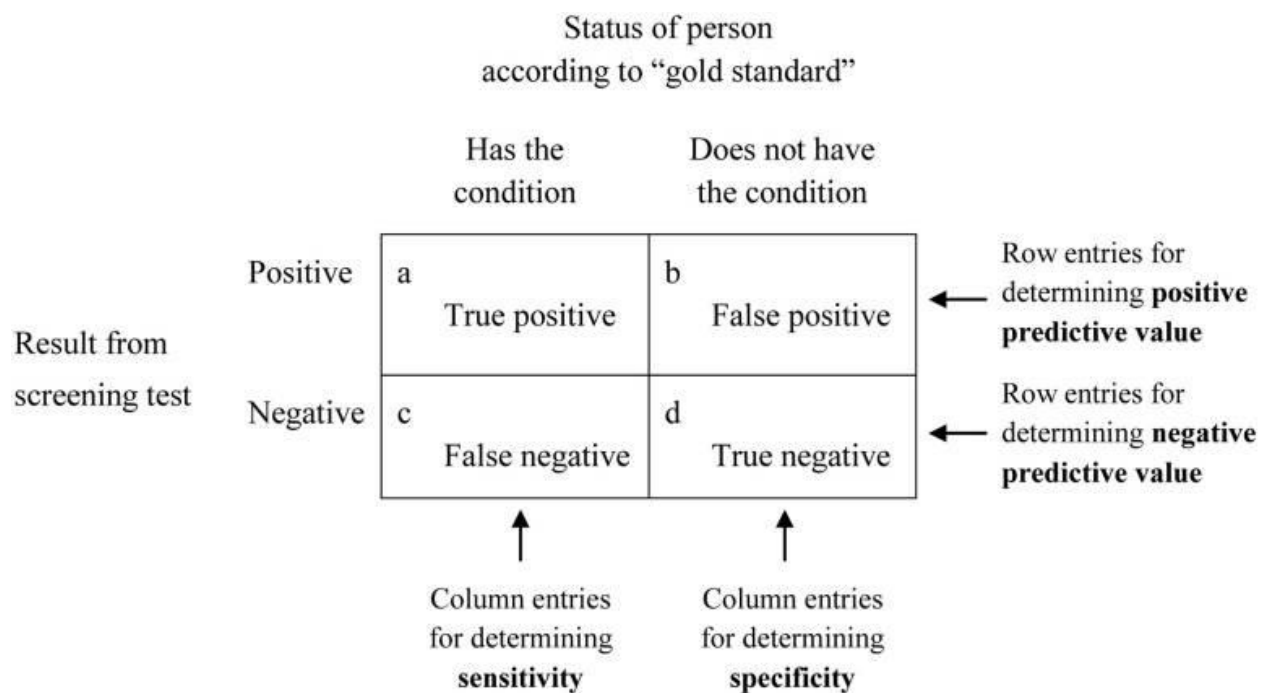 Status of person
according to “gold standard”
Has the
condition
Does not have
the condition
Positive
a
True positive
b
False positive
Row entries for
determining positive
predictive value
Result from
screening test
Negative
c
False negative
d
True negative
Row entries for
determining negative
predictive value
Column entries
for determining
sensitivity
Column entries
for determining
specificity